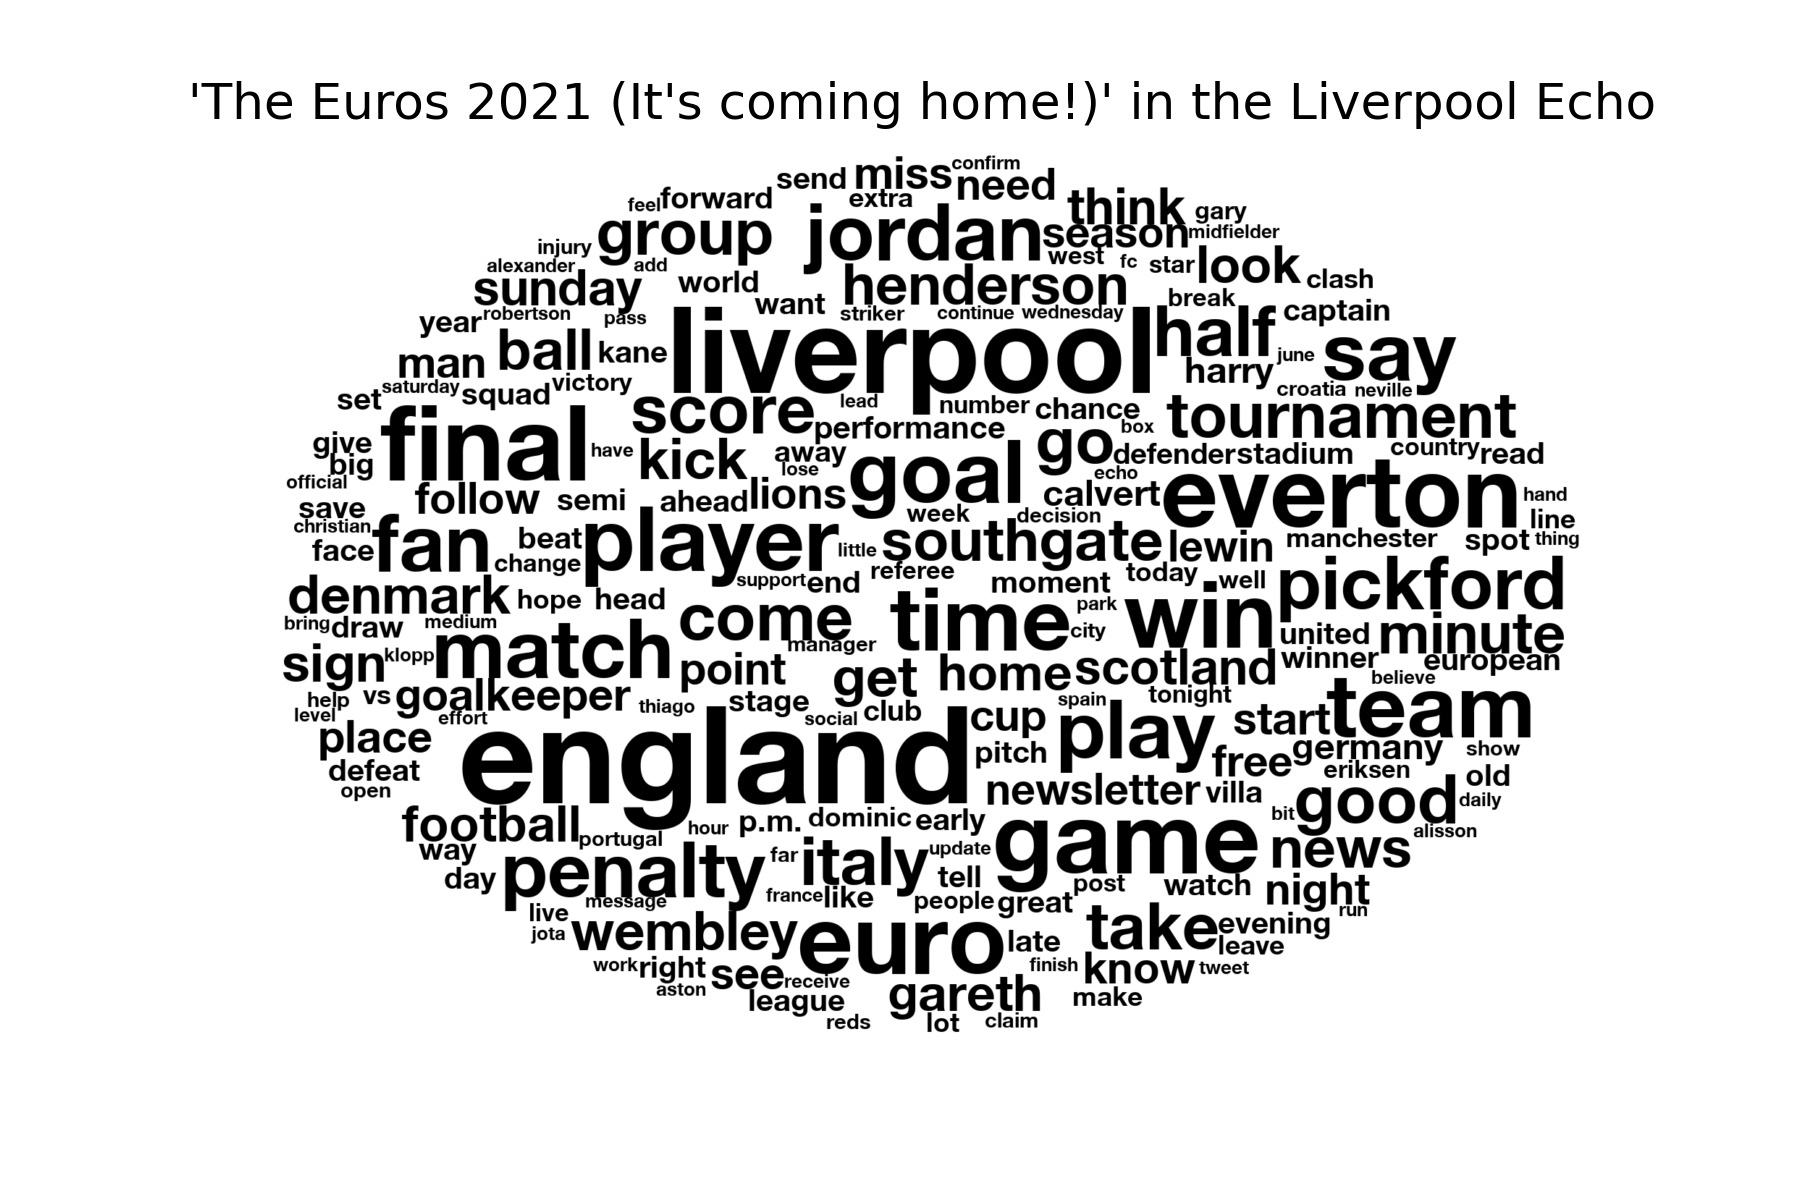 'The Euros 2021 (It's coming home!)' in the Liverpool Echo
send miss confirm
feel forward extra need think gary
injury group jordan season midfielder
alexander add west fc star look clash
sunday world want henderson break captain
year robertson pass striker continue wednesday
man ball kane liverpool half june say
set saturday squad victory harry croatia neville
score lead number chance tournament
give final have kick performance away go box defender stadium country read
big lose goal echo everton
official follow semi ahead lions calvert hand
save week decision line
christian fan beat player little southgate lewin manchester spot thing
face change referee
denmark hope head support end moment today well pickford
bring draw medium come time park win
match manager city united minute
sign klopp point get home scotland winner european
help vs goalkeeper thiago stage spain tonight believe
level effort social club cup play start team
place england pitch free germany show
defeat eriksen old
open newsletter villa good daily
football portugal hour p.m. dominic early game bit alisson
way penalty far italy update news
day message france like tell post watch night
live people great run
jota wembley euro late take evening
leave
work right see receive finish know tweet
aston league gareth make
reds lot claim